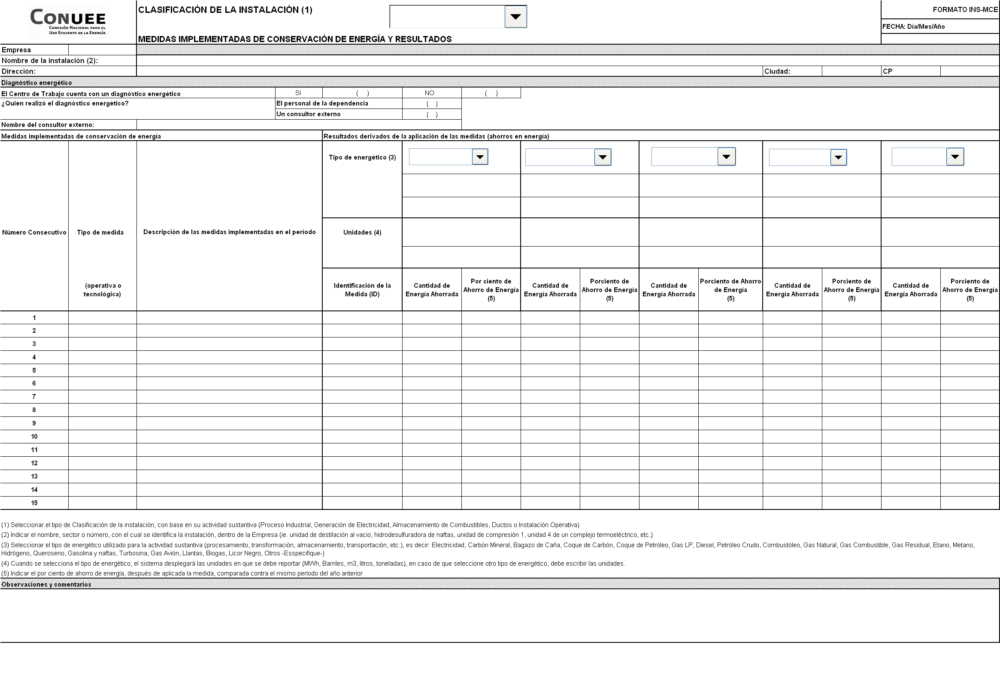 CONUEE
COMISIÓN NACIONAL PARA EL
USO EFICIENTE DE LA ENERGÍA
CLASIFICACIÓN DE LA INSTALACIÓN (1)
MEDIDAS IMPLEMENTADAS DE CONSERVACIÓN DE ENERGÍA Y RESULTADOS
FORMATO INS-MCE
FECHA: Día/Mes/Año
Empresa
Nombre de la instalación (2):
Dirección: Ciudad: CP
Diagnóstico energético
El Centro de Trabajo cuenta con un diagnóstico energético SI ( ) NO ( )
¿Quien realizó el diagnóstico energético? El personal de la dependencia ( )
Un consultor externo ( )
Nombre del consultor externo:
Medidas implementadas de conservación de energía Resultados derivados de la aplicación de las medidas (ahorros en energía)
Tipo de energético (3)
Número Consecutivo Tipo de medida Descripción de las medidas implementadas en el período Unidades (4)
(operativa o
tecnológica)
Identificación de la
Medida (ID)
Cantidad de
Energía Ahorrada
Por ciento de
Ahorro de Energía
(5)
Cantidad de
Energía Ahorrada
Porciento de
Ahorro de Energía
(5)
Cantidad de
Energía Ahorrada
Porciento de Ahorro
de Energía
(5)
Cantidad de
Energía Ahorrada
Porciento de
Ahorro de Energía
(5)
Cantidad de
Energía Ahorrada
Porciento de
Ahorro de Energía
(5)
1
2
3
4
5
6
7
8
9
10
11
12
13
14
15
(1) Seleccionar el tipo de Clasificación de la instalación, con base en su actividad sustantiva (Proceso Industrial, Generación de Electricidad, Almacenamiento de Combustibles, Ductos o Instalación Operativa)
(2) Indicar el nombre, sector o número, con el cual se identifica la instalación, dentro de la Empresa (ie. unidad de destilación al vacio, hidrodesulfuradora de naftas, unidad de compresión 1, unidad 4 de un complejo termoeléctrico, etc.)
(3) Seleccionar el tipo de energético utilizado para la actividad sustantiva (procesamiento, transformación, almacenamiento, transportación, etc.), es decir: Electricidad, Carbón Mineral, Bagazo de Caña, Coque de Carbón, Coque de Petróleo, Gas LP, Diesel, Petróleo Crudo, Combustóleo, Gas Natural, Gas Combustible, Gas Residual, Etano, Metano,
Hidrógeno, Queroseno, Gasolina y naftas, Turbosina, Gas Avión, Llantas, Biogas, Licor Negro, Otros -Esspecifique-)
(4) Cuando se selecciona el tipo de energético, el sistema desplegará las unidades en que se debe reportar (MWh, Barriles, m3, litros, toneladas), en caso de que seleccione otro tipo de energético, debe escribir las unidades.
(5) Indicar el por ciento de ahorro de energía, después de aplicada la medida, comparada contra el mismo período del año anterior
Observaciones y comentarios